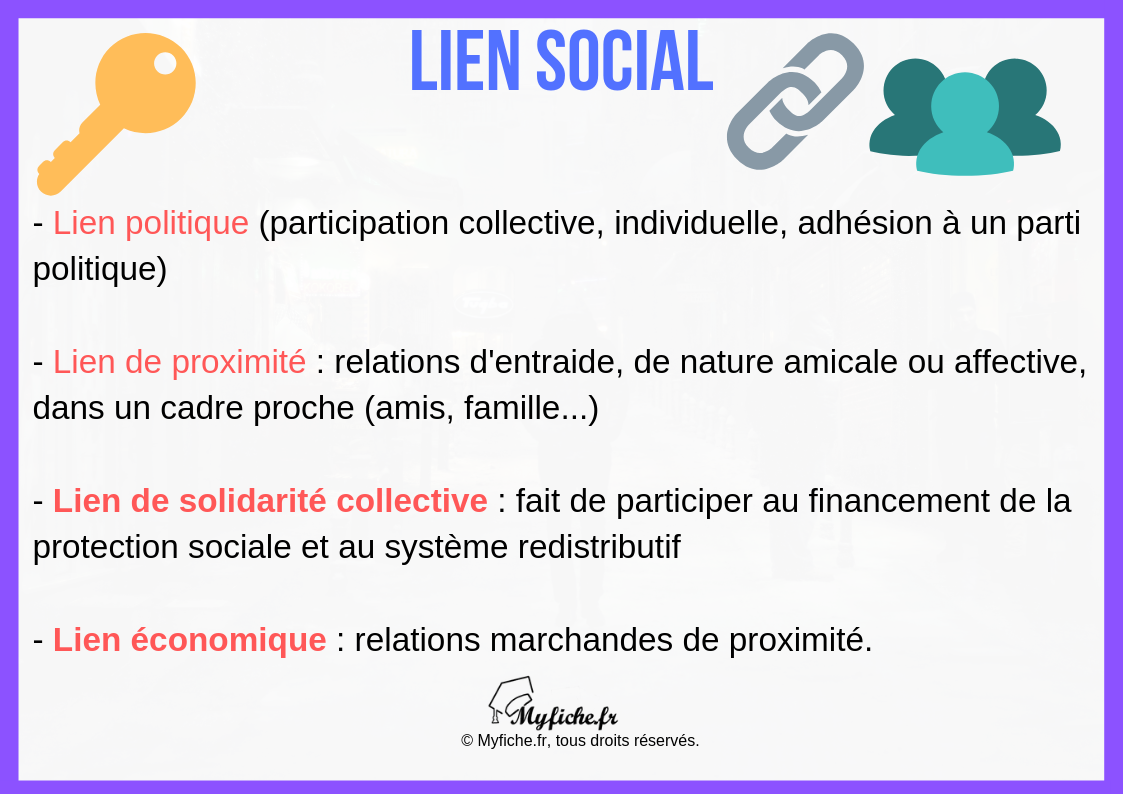 LIEN SOCIAL
- Lien politique (participation collective, individuelle, adhésion à un parti
politique)
- Lien de proximité : relations d'entraide, de nature amicale ou affective,
dans un cadre proche (amis, famille...)
- Lien de solidarité collective : fait de participer au financement de la
protection sociale et au système redistributif
- Lien économique : relations marchandes de proximité.
Myfiche.fr
© Myfiche.fr, tous droits réservés.